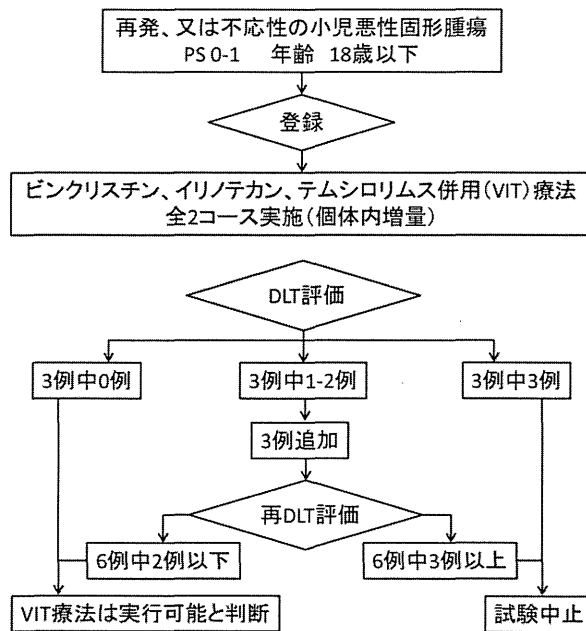 再発、又は不応性の小児悪性固形腫瘍
PS 0-1 年齢 18歳以下
登録
ビンクリスチン、イリノテカン、テムシロリムス併用(VIT)療法
全2コース実施(個体内増量)
DLT評価
3例中0例
3例中1-2例
3例中3例
3例追加
再DLT評価
6例中2例以下
6例中3例以上
VIT療法は実行可能と判断
試験中止